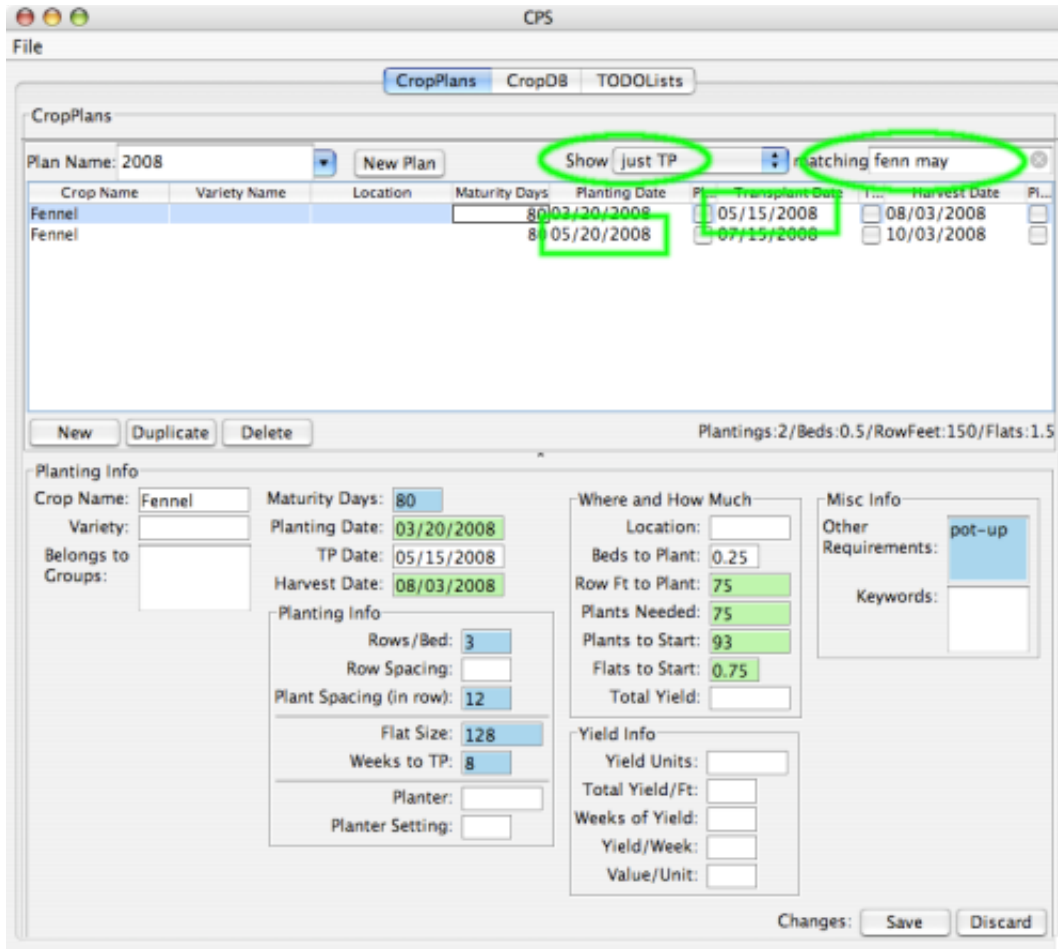 CPS
File
CropPlans CropDB TODOLists
CropPlans
Plan Name: 2008 New Plan Show just TP matching fenn may
Crop Name Variety Name Location Maturity Days Planting Date Pl... Transplant Date T... Harvest Date Pl...
Fennel 80 03/20/2008 05/15/2008 08/03/2008
Fennel 80 05/20/2008 07/15/2008 10/03/2008
New Duplicate Delete Plantings:2/Beds:0.5/RowFeet:150/Flats:1.5
Planting Info
Crop Name: Fennel
Variety:
Belongs to
Groups:
Maturity Days: 80
Planting Date: 03/20/2008
TP Date: 05/15/2008
Harvest Date: 08/03/2008
Planting Info
Rows/Bed: 3
Row Spacing:
Plant Spacing (in row): 12
Flat Size: 128
Weeks to TP: 8
Planter:
Planter Setting:
Where and How Much
Location:
Beds to Plant: 0.25
Row Ft to Plant: 75
Plants Needed: 75
Plants to Start: 93
Flats to Start: 0.75
Total Yield:
Yield Info
Yield Units:
Total Yield/Ft:
Weeks of Yield:
Yield/Week:
Value/Unit:
Misc Info
Other
Requirements: pot-up
Keywords:
Changes: Save Discard